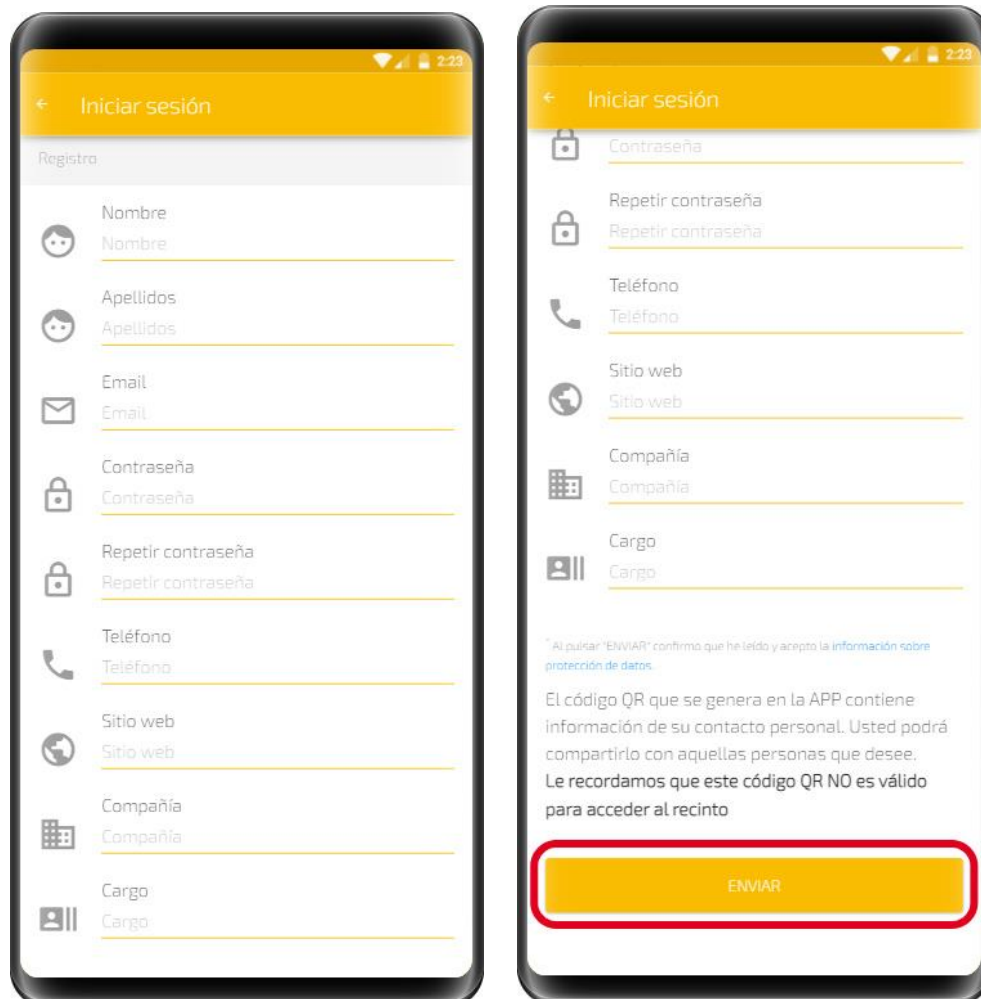 2:23
Iniciar sesión
Registro
Nombre
Nombre
Apellidos
Apellidos
Email
Email
Contraseña
Contraseña
Repetir contraseña
Repetir contraseña
Teléfono
Teléfono
Sitio web
Sitio web
Compañía
Compañía
Cargo
Cargo
2:23
Iniciar sesión
Contraseña
Repetir contraseña
Repetir contraseña
Teléfono
Teléfono
Sitio web
Sitio web
Compañía
Compañía
Cargo
Cargo
* Al pulsar "ENVIAR" confirmo que he leído y acepto la información sobre
protección de datos.
El código QR que se genera en la APP contiene
información de su contacto personal. Usted podrá
compartirlo con aquellas personas que desee.
Le recordamos que este código QR NO es válido
para acceder al recinto
ENVIAR